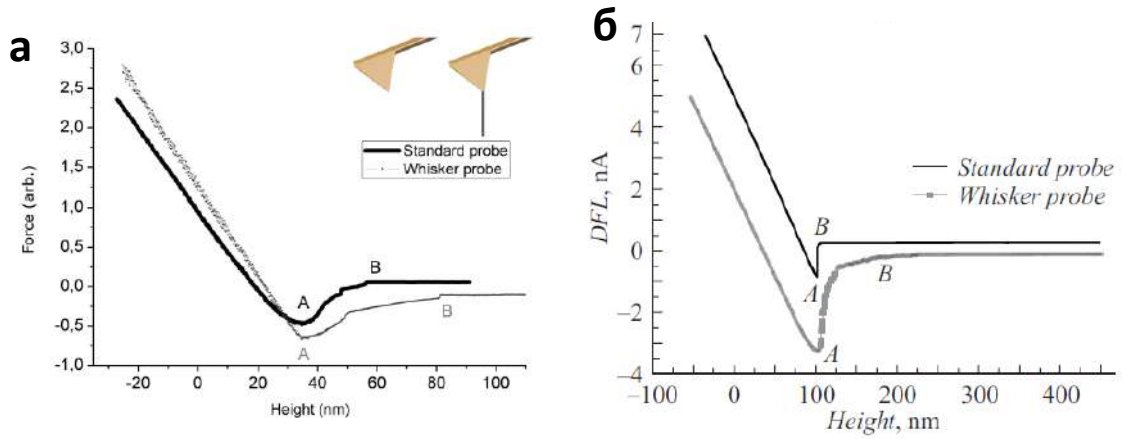 а
3,0
2,5
2,0
1,5
1,0
0,5
0,0
-0,5
-1,0
Force (arb.)
-20 0 20 40 60 80 100
Height (nm)
Standard probe
Whisker probe
A
B
A
B
б
7
6
4
2
0
–2
–4
DFL, nA
–100 0 100 200 300 400
Height, nm
Standard probe
Whisker probe
B
A
B
A